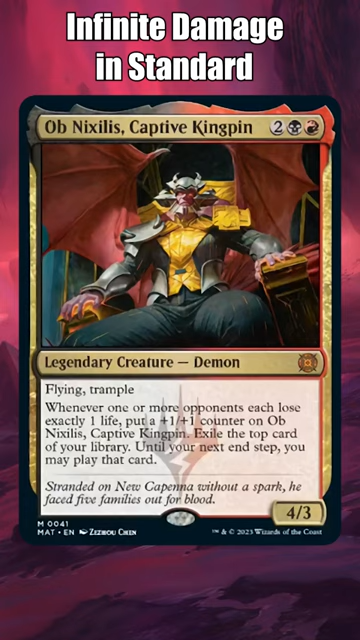 Infinite Damage
in Standard
Ob Nixilis, Captive Kingpin 2
Legendary Creature — Demon
Flying, trample
Whenever one or more opponents each lose
exactly 1 life, put a +1/+1 counter on Ob
Nixilis, Captive Kingpin. Exile the top card
of your library. Until your next end step, you
may play that card.
Stranded on New Capenna without a spark, he
faced five families out for blood.
4/3
M 0041
MAT • EN ZEZHOU CHEN
™ & © 2023 Wizards of the Coast